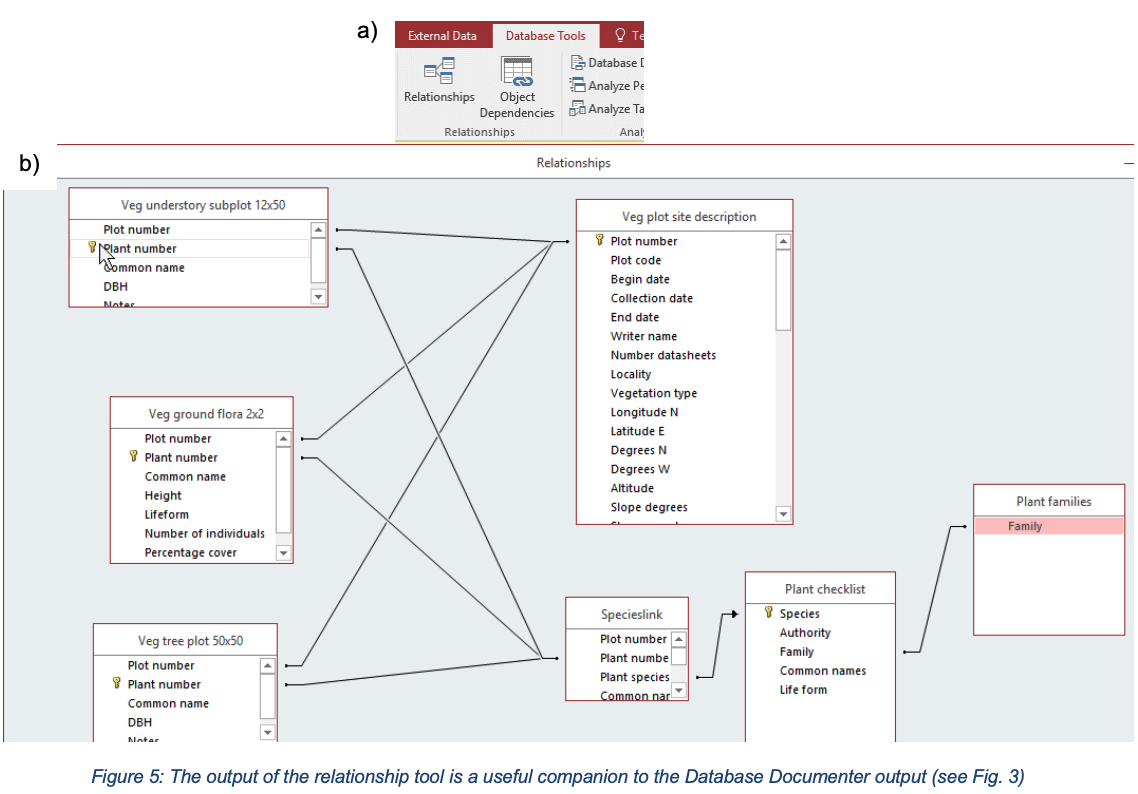 a)
External Data
Database Tools
Te
Relationships
Object
Dependencies
Database D
Analyze Pe
Analyze Ta
Relationships
Anal
b)
Relationships
Veg understory subplot 12x50
Plot number
Plant number
Common name
DBH
Notes
Veg plot site description
Plot number
Plot code
Begin date
Collection date
End date
Writer name
Number datasheets
Locality
Vegetation type
Longitude N
Latitude E
Degrees N
Degrees W
Altitude
Slope degrees
Veg ground flora 2x2
Plot number
Plant number
Common name
Height
Lifeform
Number of individuals
Percentage cover
Plant families
Family
Veg tree plot 50x50
Plot number
Plant number
Common name
DBH
Notes
Specieslink
Plot number
Plant numbe
Plant species
Common nar
Plant checklist
Species
Authority
Family
Common names
Life form
Figure 5: The output of the relationship tool is a useful companion to the Database Documenter output (see Fig. 3)